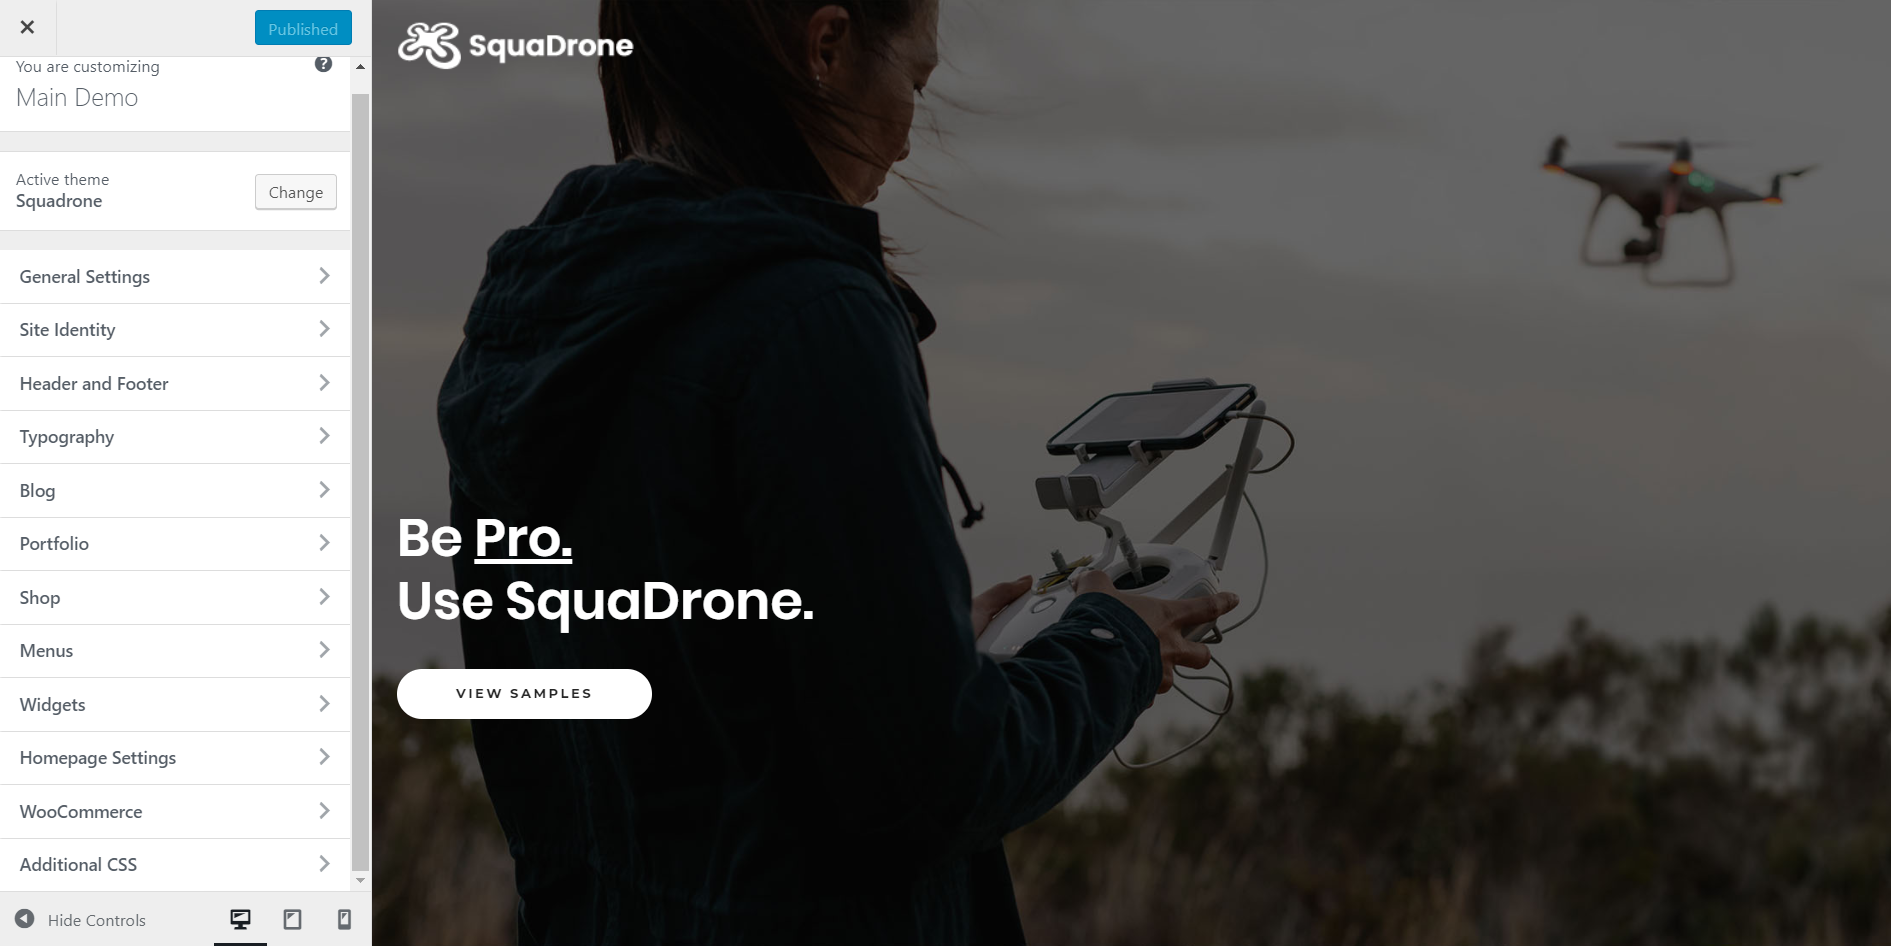 Published
You are customizing
Main Demo
Active theme
Squadrone
Change
General Settings
Site Identity
Header and Footer
Typography
Blog
Portfolio
Shop
Menus
Widgets
Homepage Settings
WooCommerce
Additional CSS
Hide Controls
SquaDrone
Be Pro.
Use SquaDrone.
VIEW SAMPLES